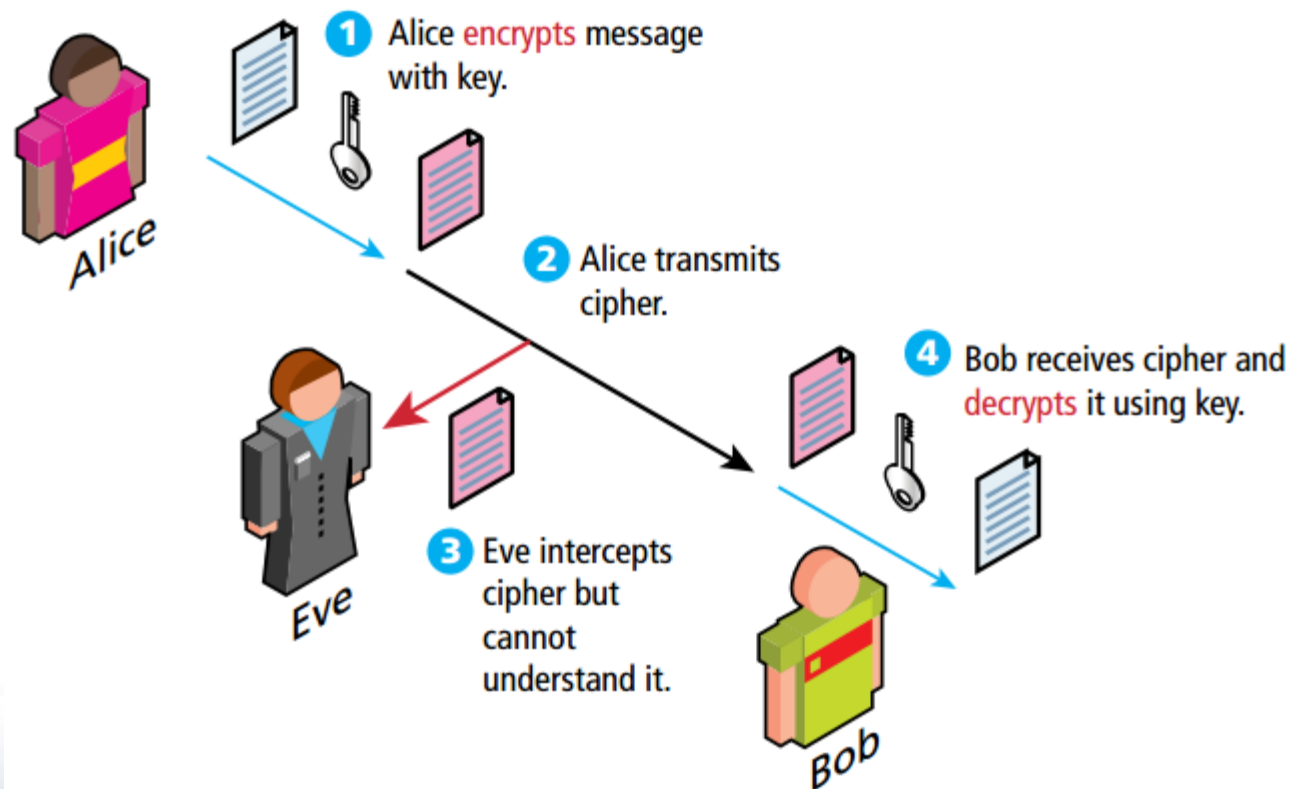 1 Alice encrypts message
with key.
Alice
2 Alice transmits
cipher.
4 Bob receives cipher and
decrypts it using key.
3 Eve intercepts
cipher but
cannot
understand it.
Eve
Bob